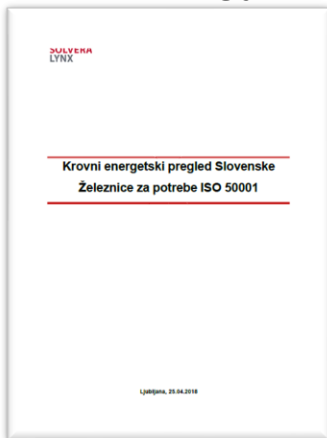 SOLVERA
LYNX
Krovni energetski pregled Slovenske
Železnice za potrebe ISO 50001
Ljubljana, 25.04.2018